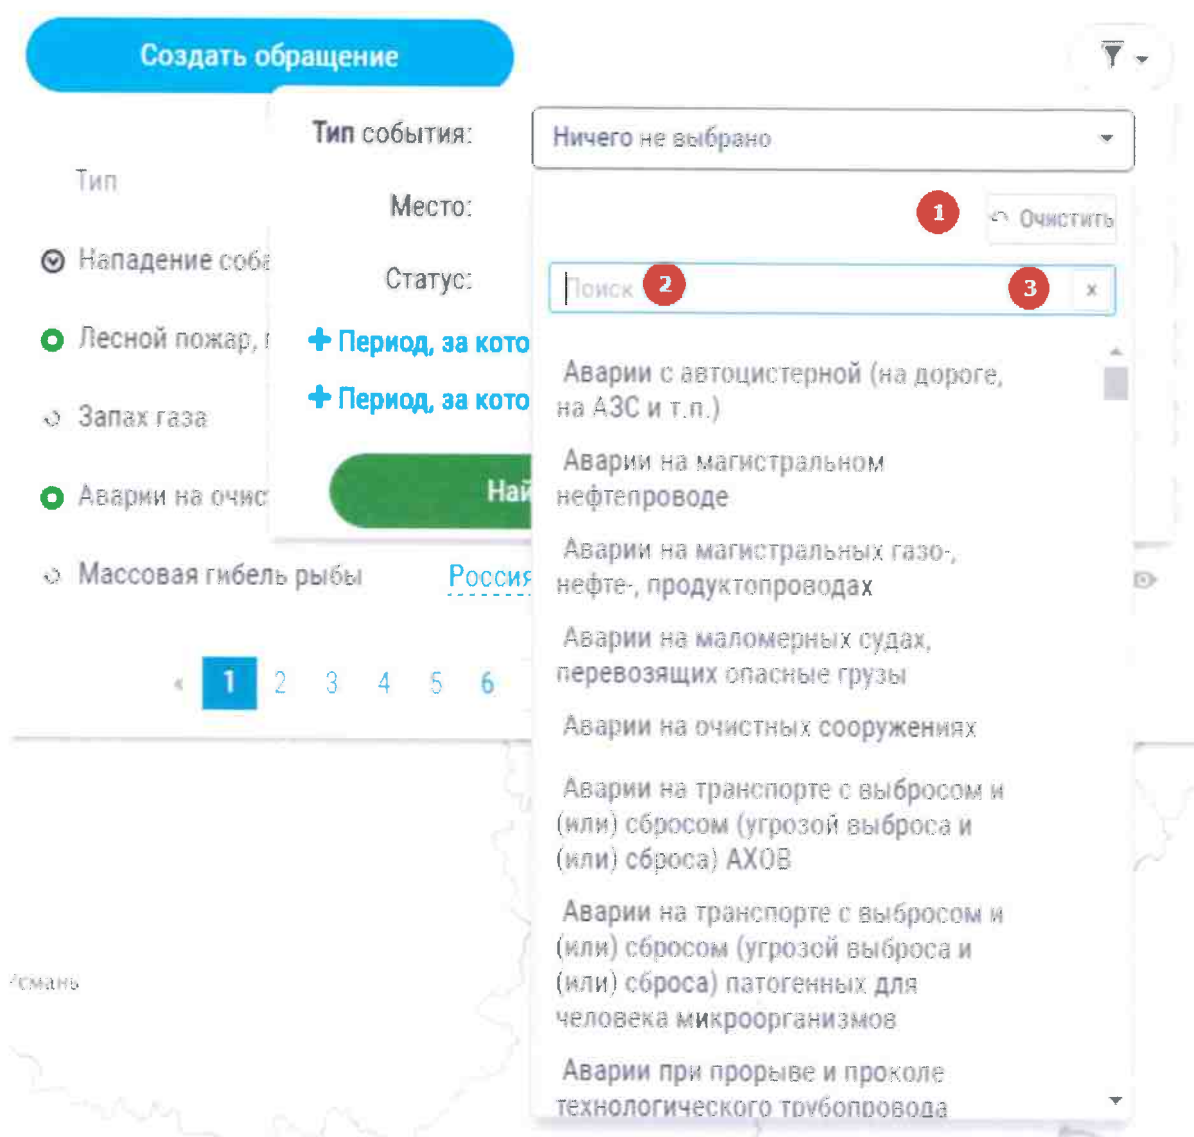 Создать обращение
Тип события:
Ничего не выбрано
Тип
Место:
1
Очистить
Нападение соба
Статус:
Поиск
2
3
x
Лесной пожар,
+ Период, за кото
+ Период, за кото
Запах газа
Най
Аварии на очис
Массовая гибель рыбы
Россия
« 1 2 3 4 5 6
Аварии с автоцистерной (на дороге,
на АЗС и т.п.)
Аварии на магистральном
нефтепроводе
Аварии на магистральных газо-,
нефте-, продуктопроводах
Аварии на маломерных судах,
перевозящих опасные грузы
Аварии на очистных сооружениях
Аварии на транспорте с выбросом и
(или) сбросом (угрозой выброса и
(или) сброса) АХОВ
Аварии на транспорте с выбросом и
(или) сбросом (угрозой выброса и
(или) сброса) патогенных для
человека микроорганизмов
Аварии при прорыве и проколе
технологического трубопровода
смань